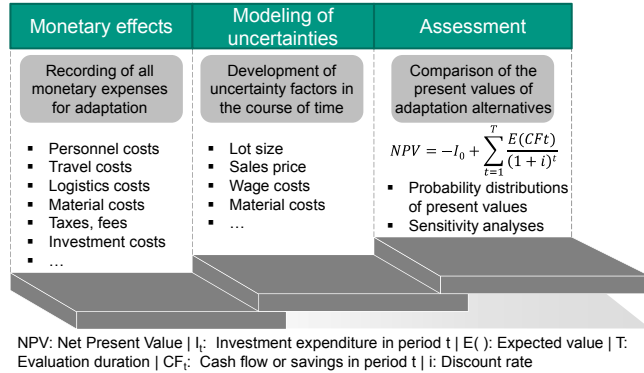 Monetary effects
Recording of all
monetary expenses
for adaptation
▪ Personnel costs
▪ Travel costs
▪ Logistics costs
▪ Material costs
▪ Taxes, fees
▪ Investment costs
▪ …
Modeling of
uncertainties
Development of
uncertainty factors in
the course of time
▪ Lot size
▪ Sales price
▪ Wage costs
▪ Material costs
▪ …
Assessment
Comparison of the
present values of
adaptation alternatives
NPV = −I₀ + ∑_{t=1}^{T} E(CFt)/(1 + i)^t
▪ Probability distributions
of present values
▪ Sensitivity analyses
NPV: Net Present Value | Iₜ: Investment expenditure in period t | E( ): Expected value | T:
Evaluation duration | CFₜ: Cash flow or savings in period t | i: Discount rate